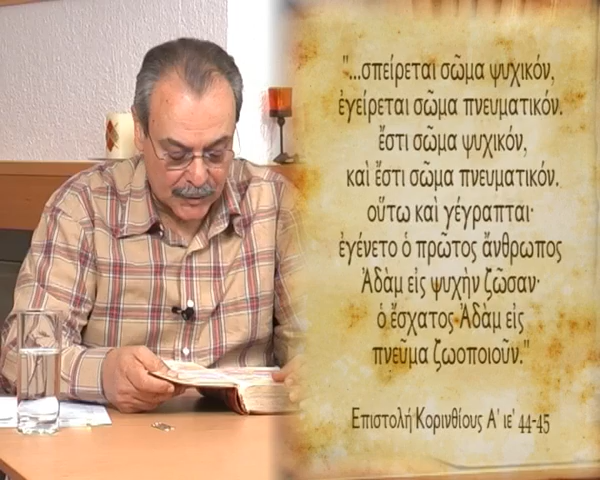 "...σπείρεται σῶμα ψυχικόν,
ἐγείρεται σῶμα πνευματικόν.
ἔστι σῶμα ψυχικόν,
καὶ ἔστι σῶμα πνευματικόν.
οὕτω καὶ γέγραπται·
ἐγένετο ὁ πρῶτος ἄνθρωπος
Ἀδὰμ εἰς ψυχὴν ζῶσαν·
ὁ ἔσχατος Ἀδὰμ εἰς
πνεῦμα ζωοποιοῦν."
Επιστολή Κορινθίους Α' ιε' 44-45